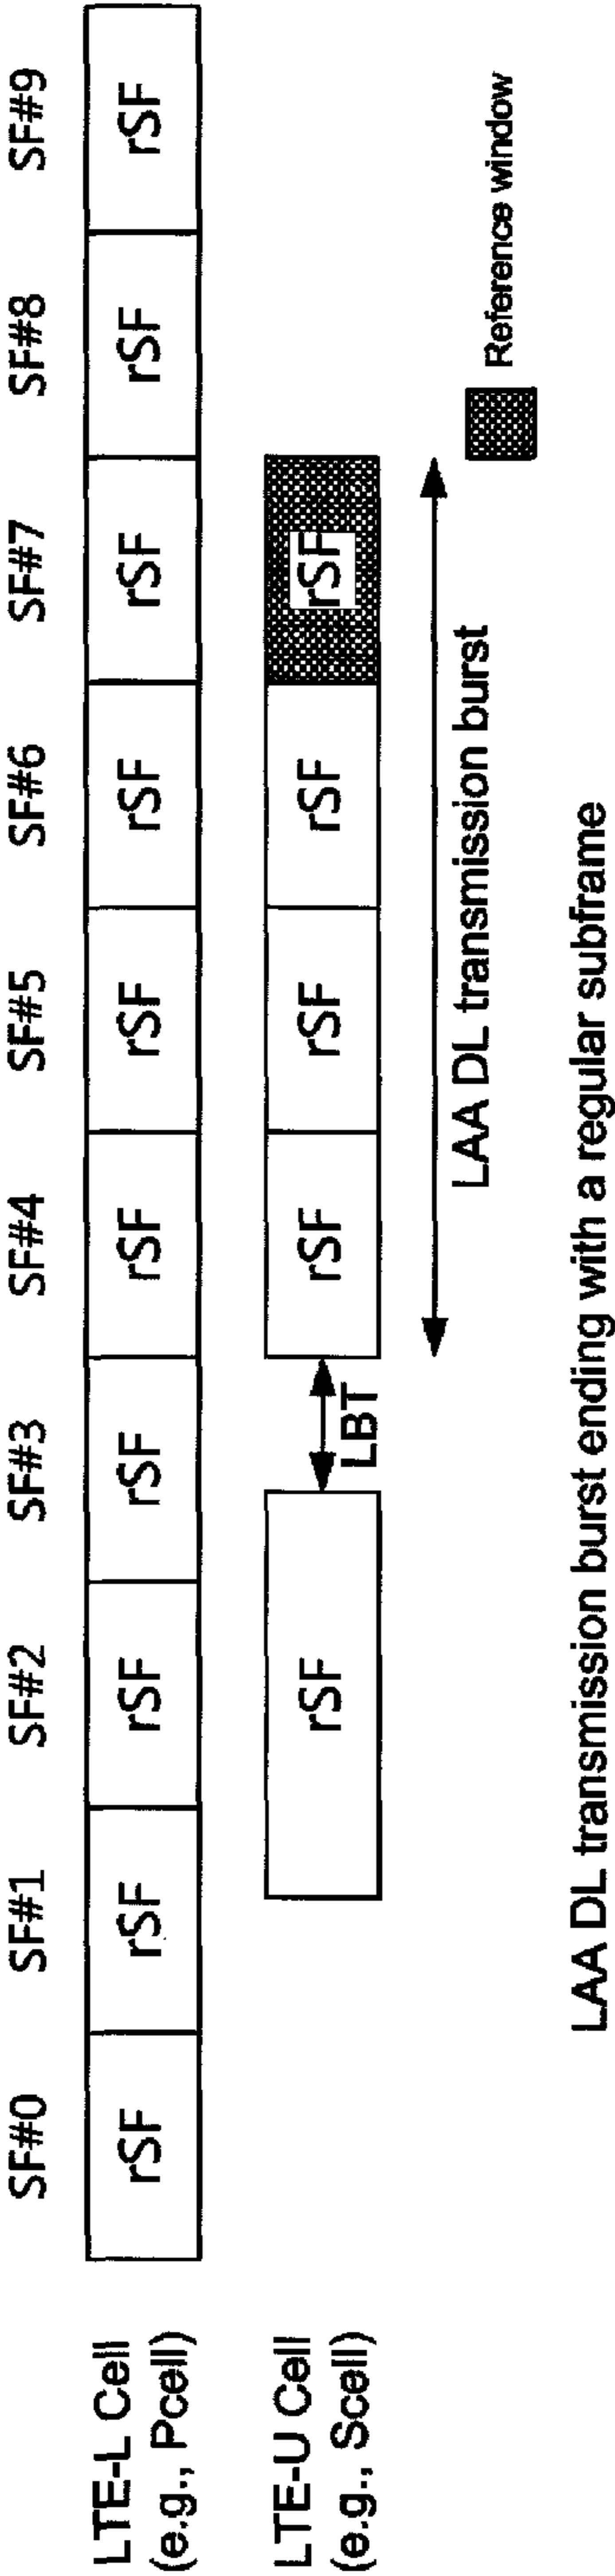 SF#0 SF#1 SF#2 SF#3 SF#4 SF#5 SF#6 SF#7 SF#8 SF#9
LTE-L Cell
(e.g., Pcell)
rSF rSF rSF rSF rSF rSF rSF rSF rSF rSF
LTE-U Cell
(e.g., Scell)
rSF rSF rSF rSF rSF
LBT
LAA DL transmission burst
Reference window
LAA DL transmission burst ending with a regular subframe